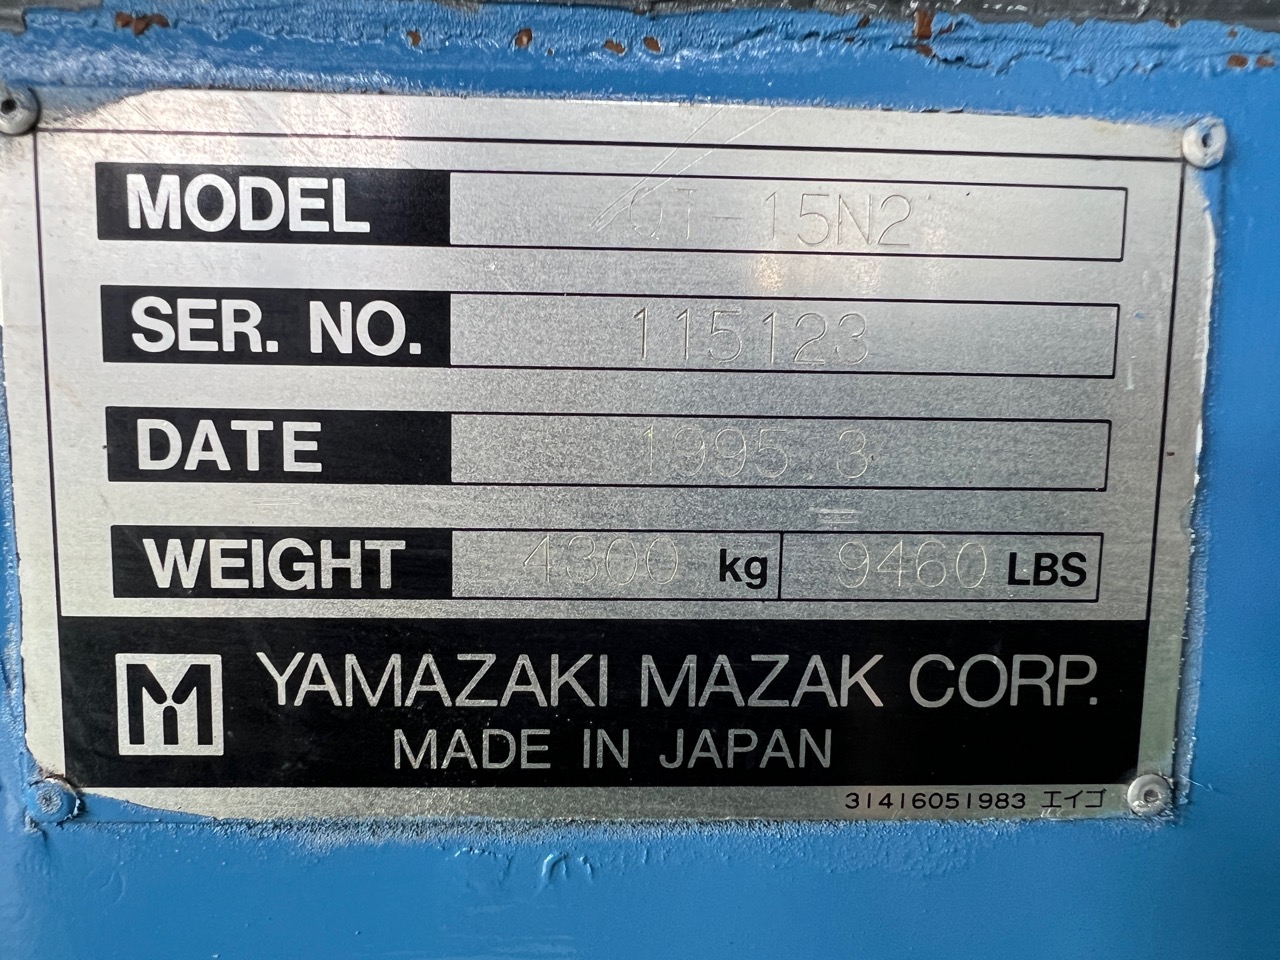 MODEL QT-15N2
SER. NO. 115123
DATE 1995 3
WEIGHT 4300 kg 9460 LBS
YAMAZAKI MAZAK CORP.
MADE IN JAPAN
31416051983 エイゴ